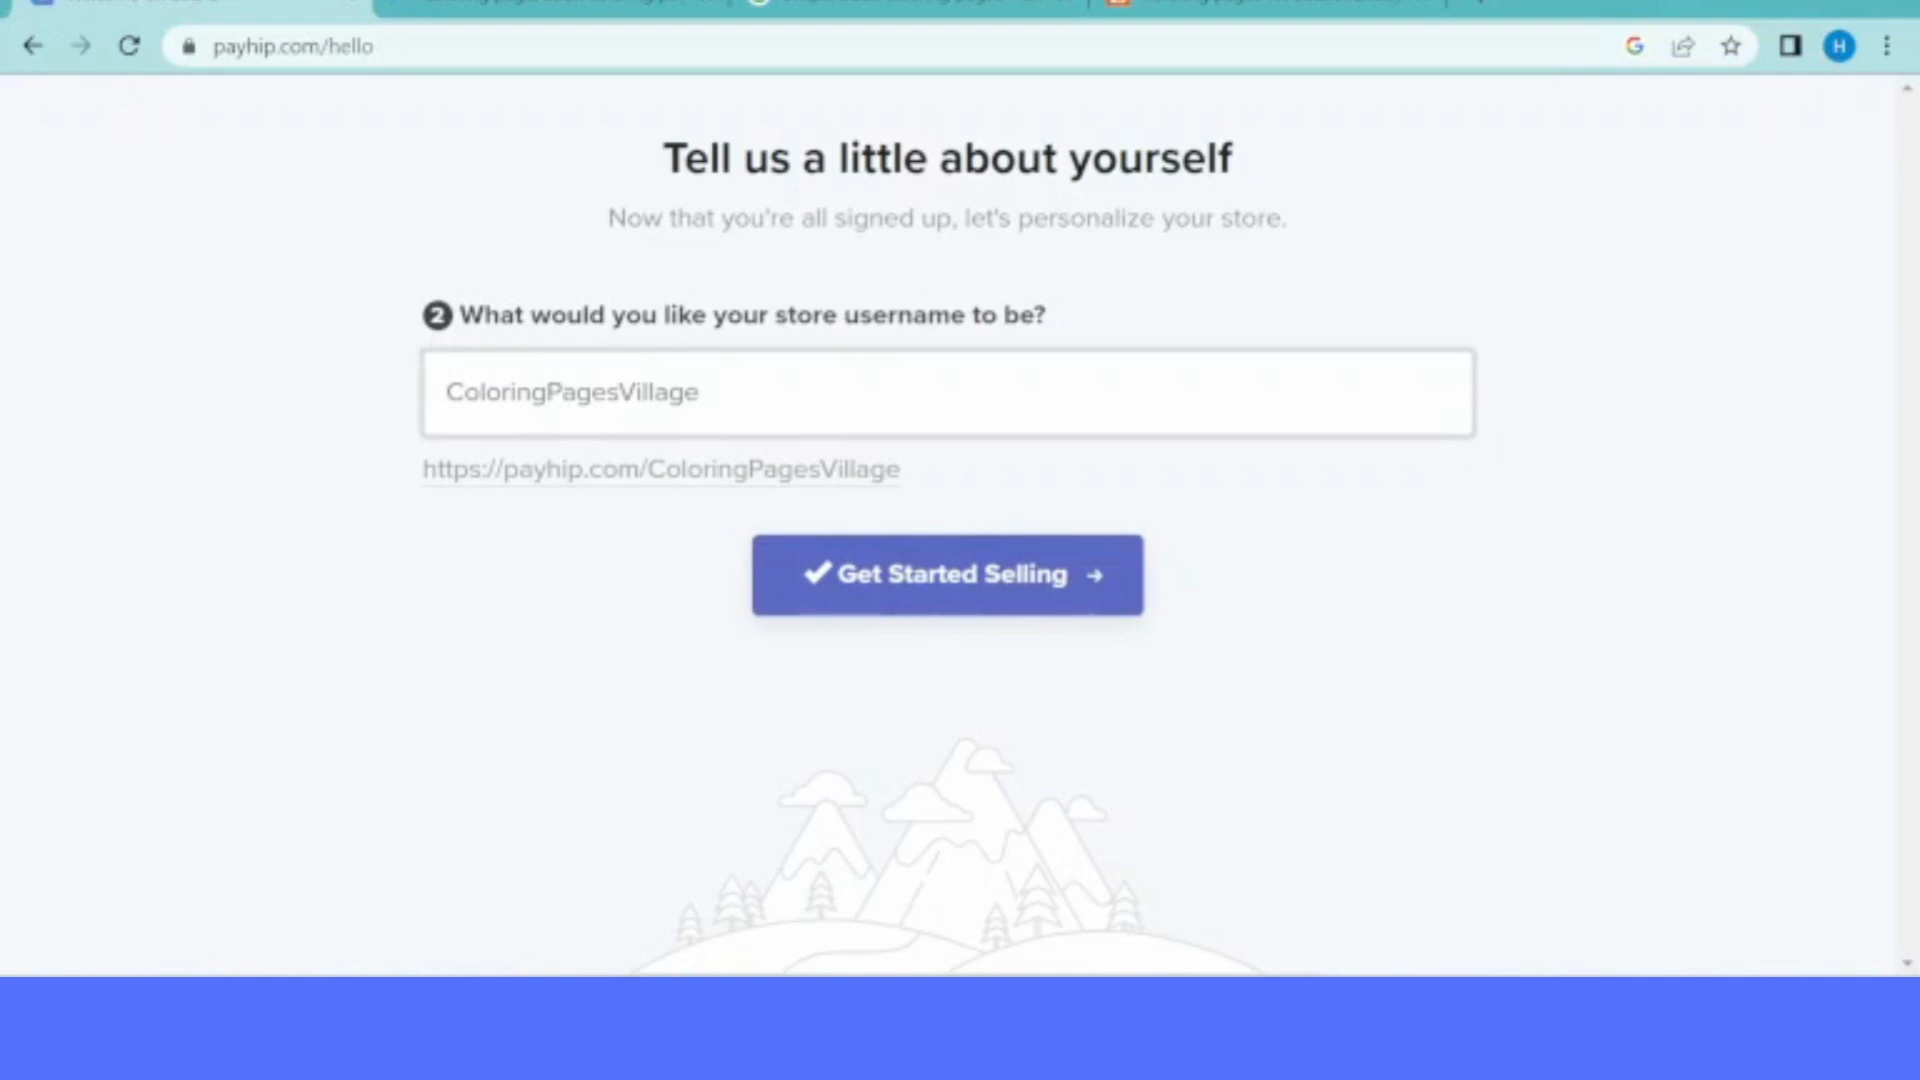 payhip.com/hello
H
Tell us a little about yourself
Now that you're all signed up, let's personalize your store.
2 What would you like your store username to be?
ColoringPagesVillage
https://payhip.com/ColoringPagesVillage
✓ Get Started Selling →